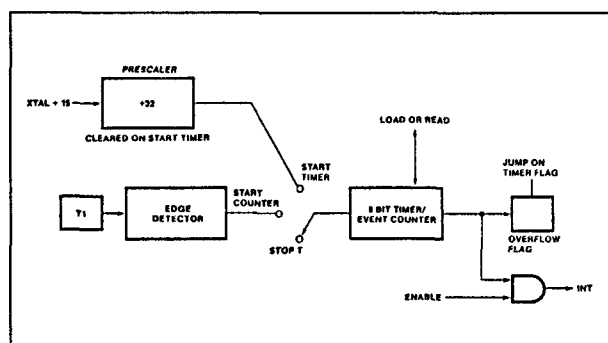 PRESCALER
XTAL ÷ 15
÷32
CLEARED ON START TIMER
LOAD OR READ
START
TIMER
JUMP ON
TIMER FLAG
T1
EDGE
DETECTOR
START
COUNTER
STOP T
8 BIT TIMER/
EVENT COUNTER
OVERFLOW
FLAG
ENABLE
INT